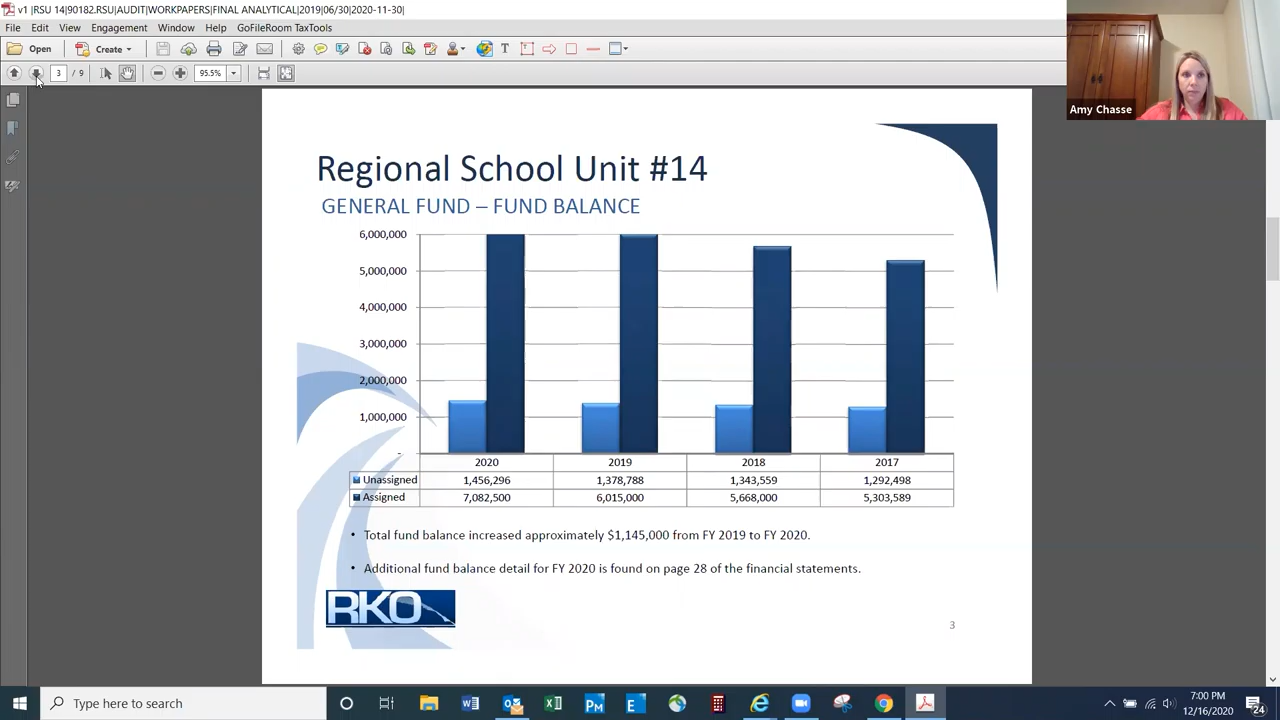 v1 |RSU 14|90182.RSU|AUDIT|WORKPAPERS|FINAL ANALYTICAL|2019|06/30|2020-11-30|
File Edit View Engagement Window Help GoFileRoom TaxTools
Open Create
3 / 9 95.5%
Amy Chasse
Regional School Unit #14
GENERAL FUND – FUND BALANCE
6,000,000
5,000,000
4,000,000
3,000,000
2,000,000
1,000,000
-
2020 2019 2018 2017
Unassigned 1,456,296 1,378,788 1,343,559 1,292,498
Assigned 7,082,500 6,015,000 5,668,000 5,303,589
• Total fund balance increased approximately $1,145,000 from FY 2019 to FY 2020.
• Additional fund balance detail for FY 2020 is found on page 28 of the financial statements.
RKO
3
Type here to search
7:00 PM
12/16/2020
24